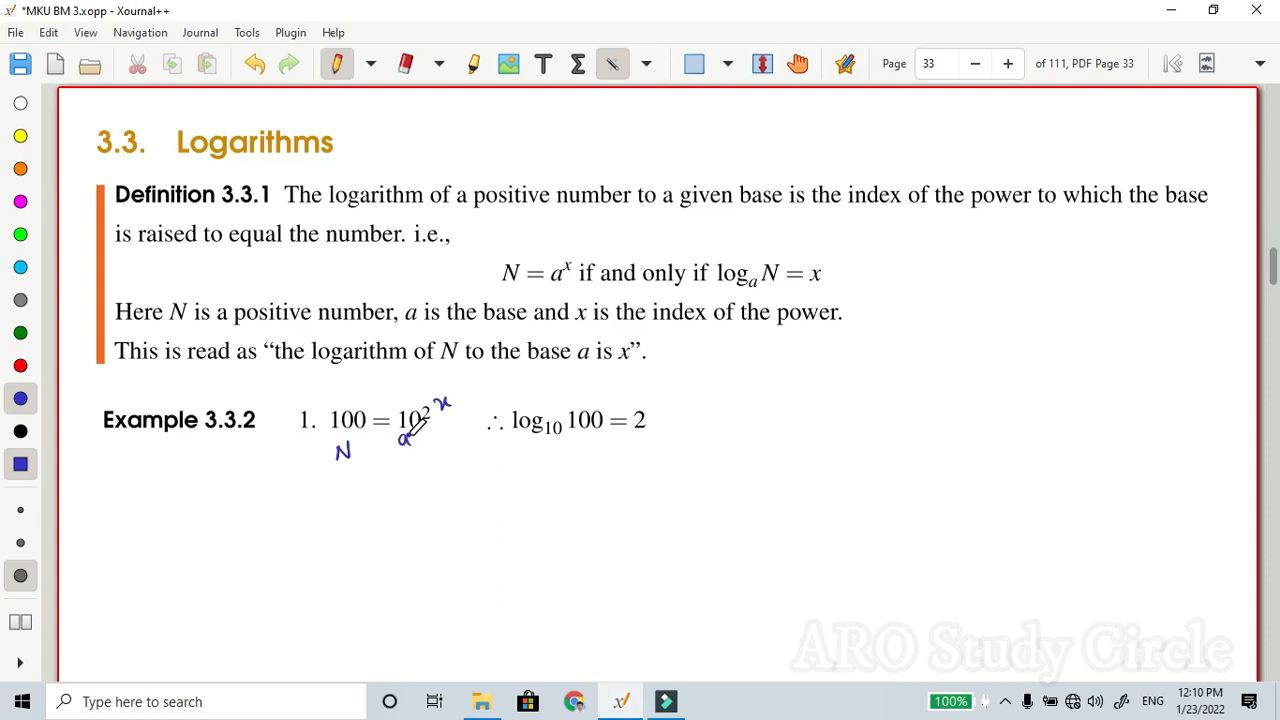 *MKU BM 3.xopp - Xournal++
File Edit View Navigation Journal Tools Plugin Help
Page 33 of 111, PDF Page 33
3.3. Logarithms
Definition 3.3.1 The logarithm of a positive number to a given base is the index of the power to which the base
is raised to equal the number. i.e.,
N = a^x if and only if log_a N = x
Here N is a positive number, a is the base and x is the index of the power.
This is read as “the logarithm of N to the base a is x”.
x
Example 3.3.2 1. 100 = 10^2 ∴ log_10 100 = 2
N a
ARO Study Circle
Type here to search
100% ENG 12:10 PM
1/23/2022